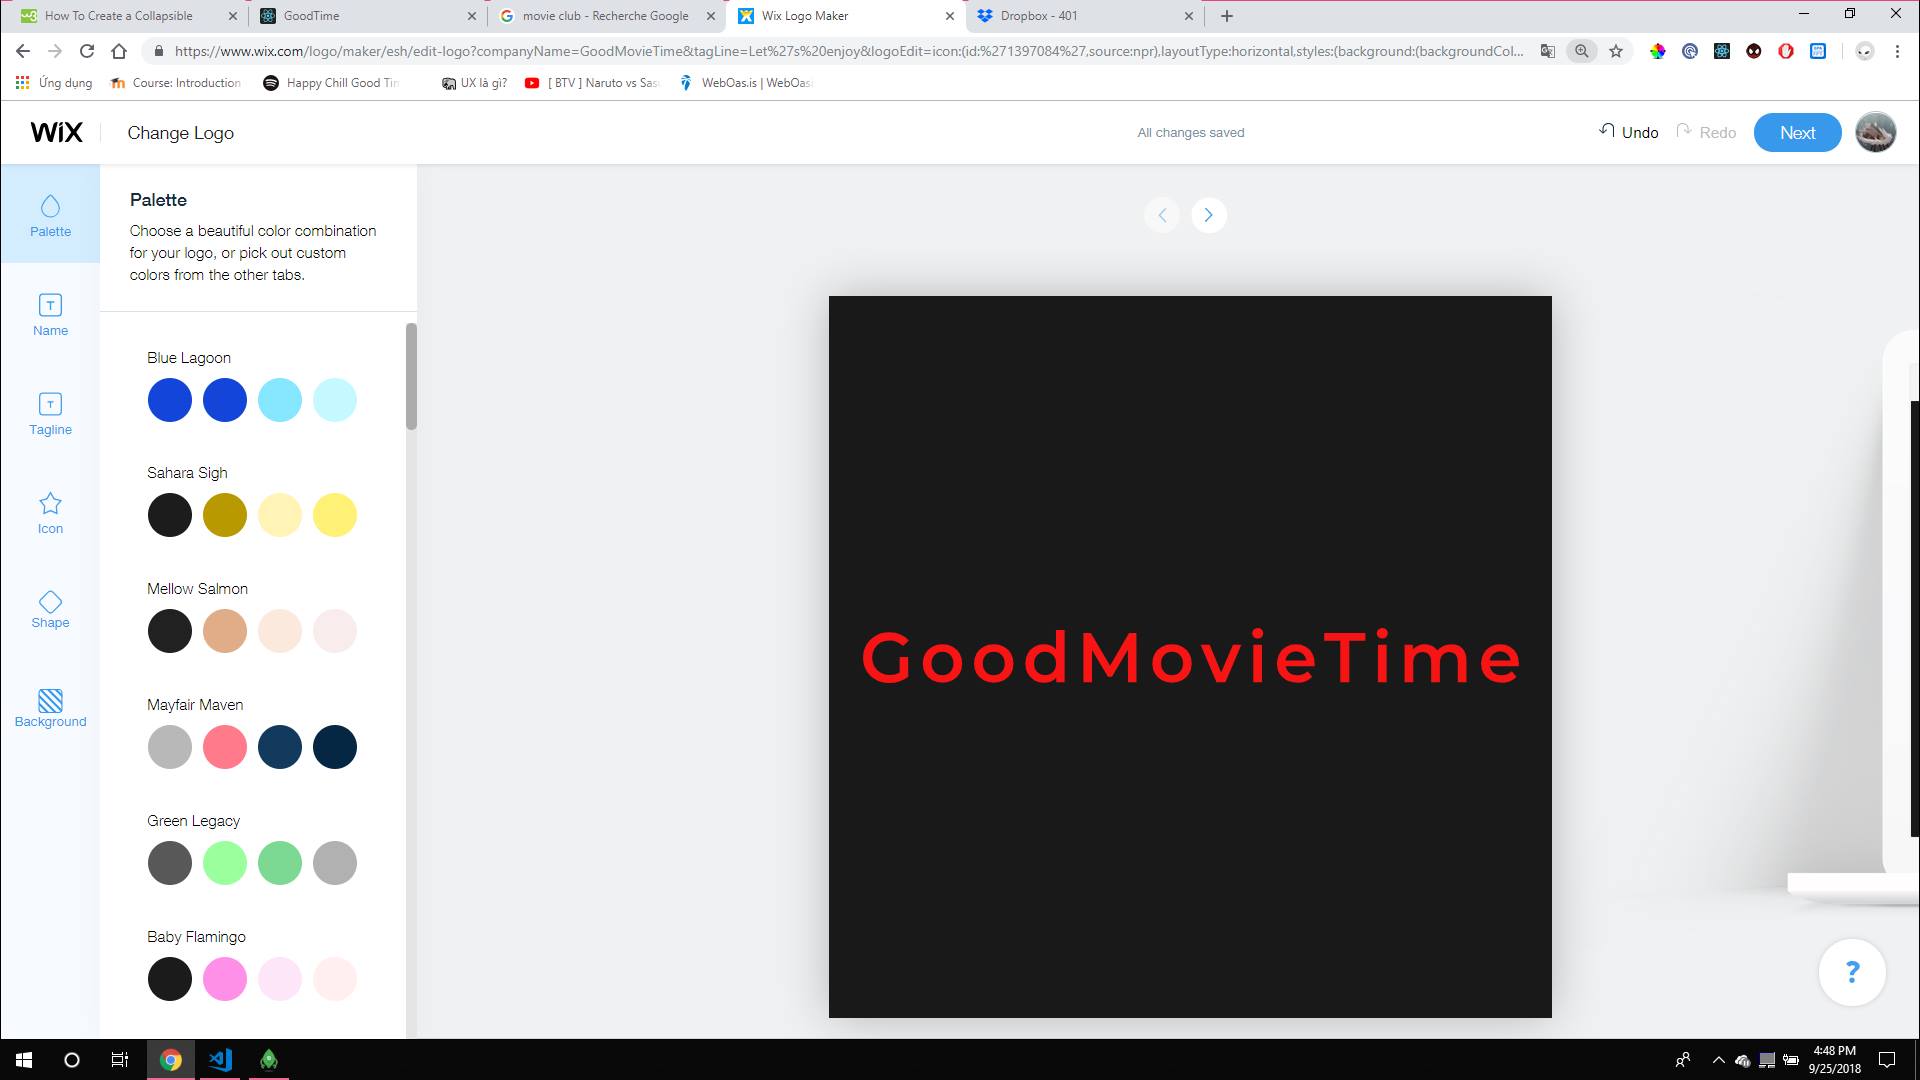 How To Create a Collapsible
GoodTime
movie club - Recherche Google
Wix Logo Maker
Dropbox - 401
https://www.wix.com/logo/maker/esh/edit-logo?companyName=GoodMovieTime&tagLine=Let%27s%20enjoy&logoEdit=icon:(id:%271397084%27,source:npr),layoutType:horizontal,styles:(background:(backgroundCol...
Ứng dụng
Course: Introduction
Happy Chill Good Tin
UX là gì?
[ BTV ] Naruto vs Sas
WebOas.is | WebOas
WiX
Change Logo
All changes saved
Undo
Redo
Next
Palette
Name
Tagline
Icon
Shape
Background
Palette
Choose a beautiful color combination
for your logo, or pick out custom
colors from the other tabs.
Blue Lagoon
Sahara Sigh
Mellow Salmon
Mayfair Maven
Green Legacy
Baby Flamingo
GoodMovieTime
?
4:48 PM
9/25/2018